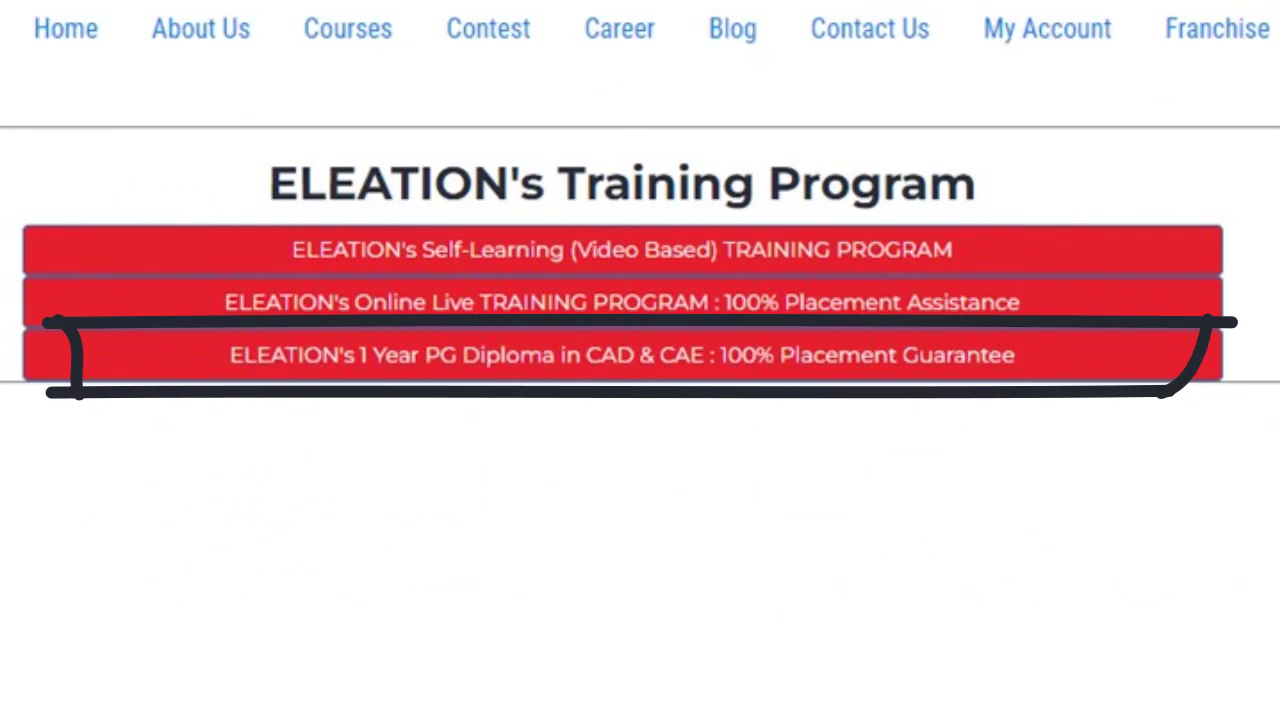 Home About Us Courses Contest Career Blog Contact Us My Account Franchise
ELEATION's Training Program
ELEATION's Self-Learning (Video Based) TRAINING PROGRAM
ELEATION's Online Live TRAINING PROGRAM : 100% Placement Assistance
ELEATION's 1 Year PG Diploma in CAD & CAE : 100% Placement Guarantee